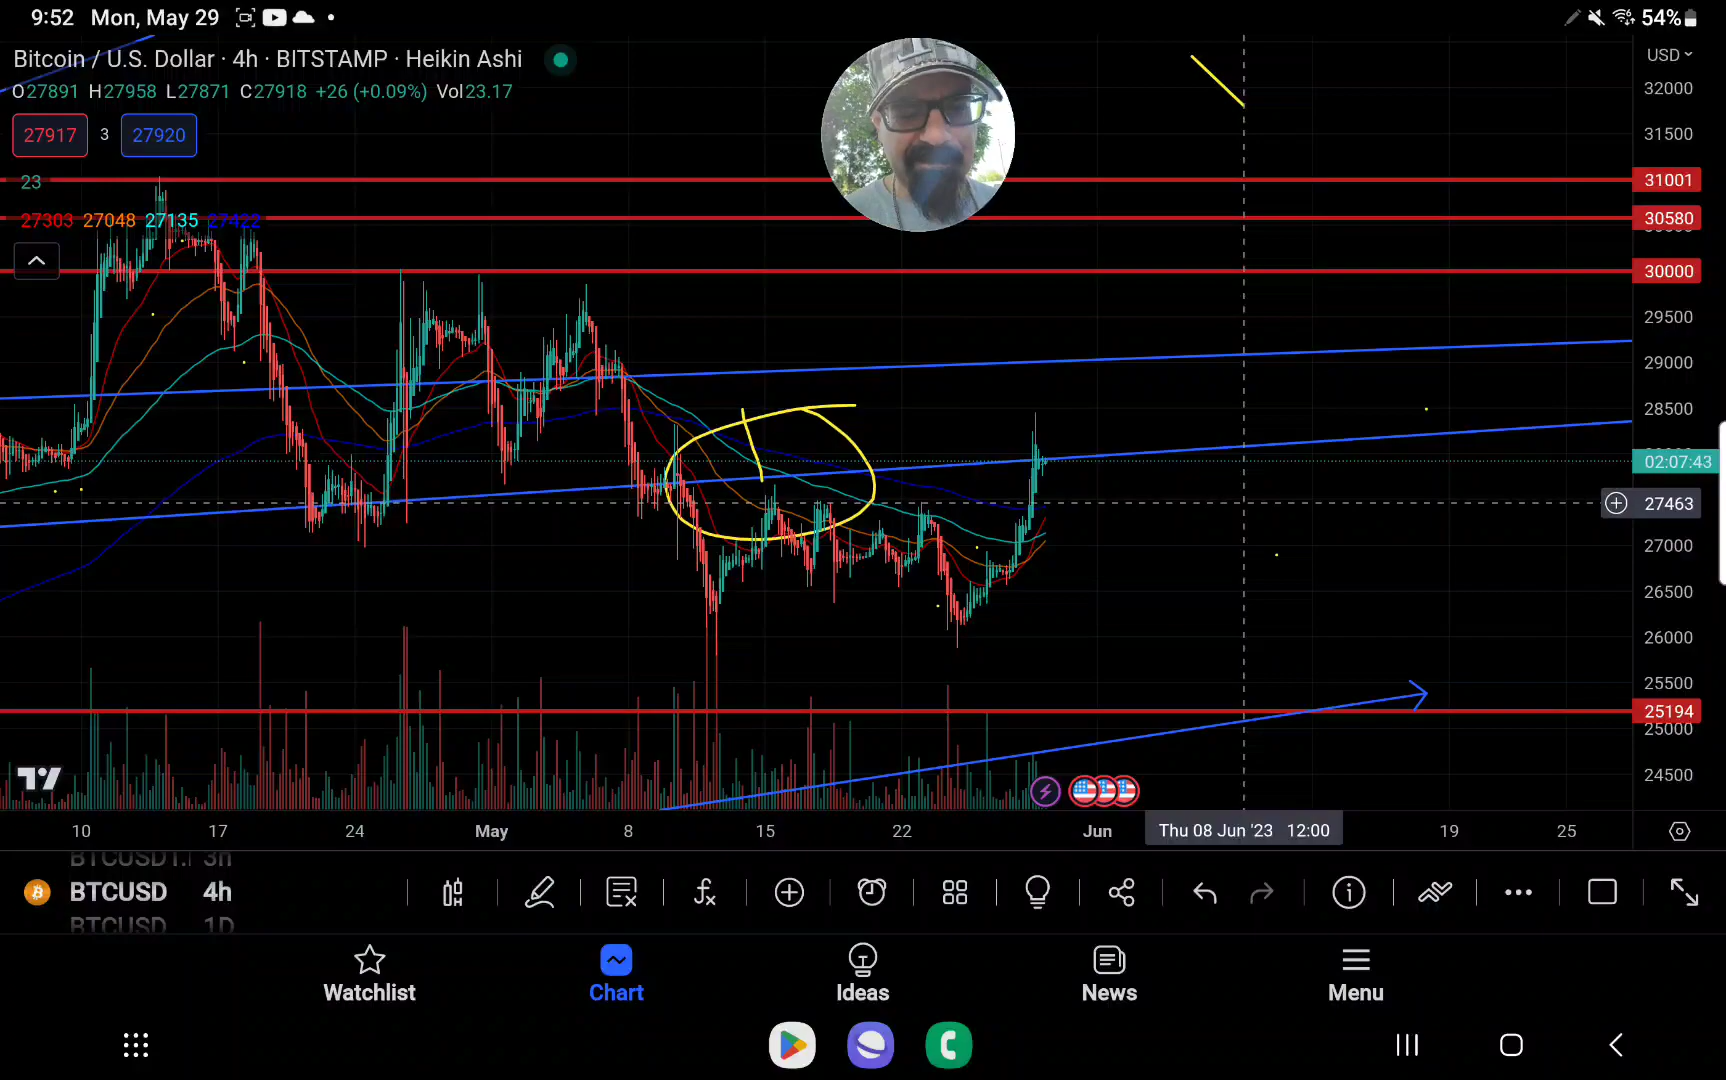 9:52 Mon, May 29
54%
Bitcoin / U.S. Dollar · 4h · BITSTAMP · Heikin Ashi
USD
O27891 H27958 L27871 C27918 +26 (+0.09%) Vol23.17
32000
27917 3 27920
31500
23
31001
27303 27048 27135 27422
30580
30000
29500
29000
28500
02:07:43
27463
27000
26500
26000
25500
25194
25000
24500
10 17 24 May 8 15 22 Jun Thu 08 Jun '23 12:00 19 25
3h
BTCUSD 4h
BTCUSD 1D
Watchlist Chart Ideas News Menu